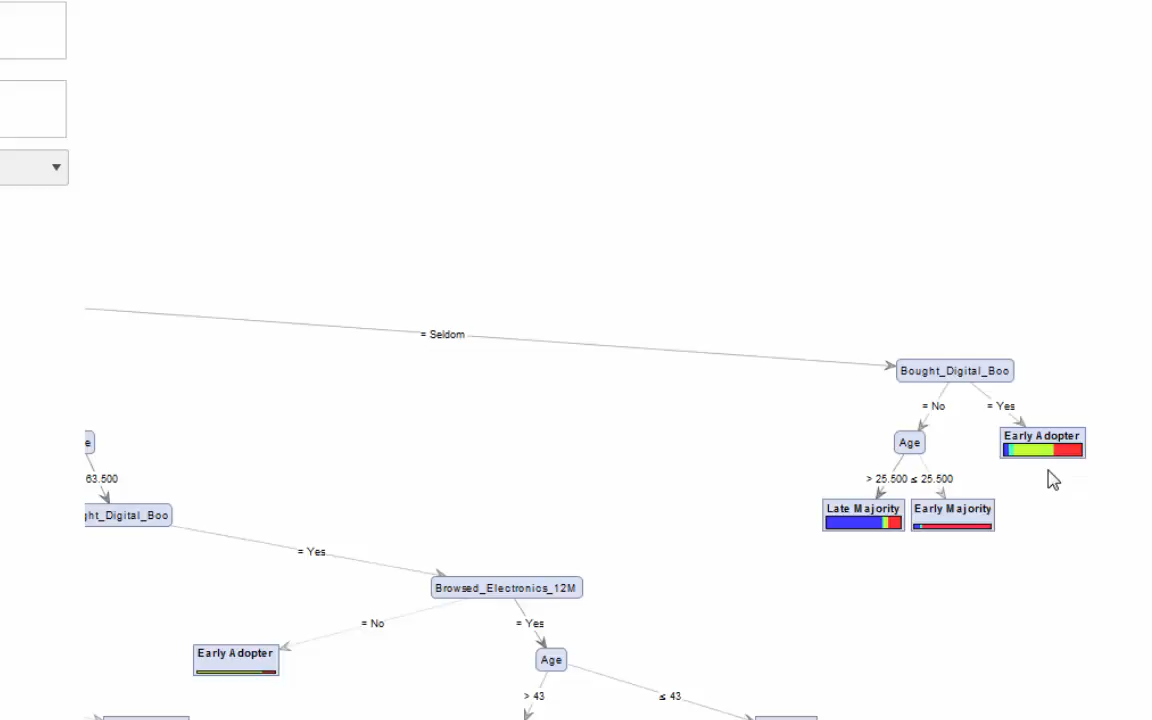 = Seldom
Bought_Digital_Boo
= No
= Yes
Early Adopter
Age
> 25.500
≤ 25.500
Late Majority
Early Majority
e
63.500
ght_Digital_Boo
= Yes
Browsed_Electronics_12M
= No
= Yes
Early Adopter
Age
> 43
≤ 43